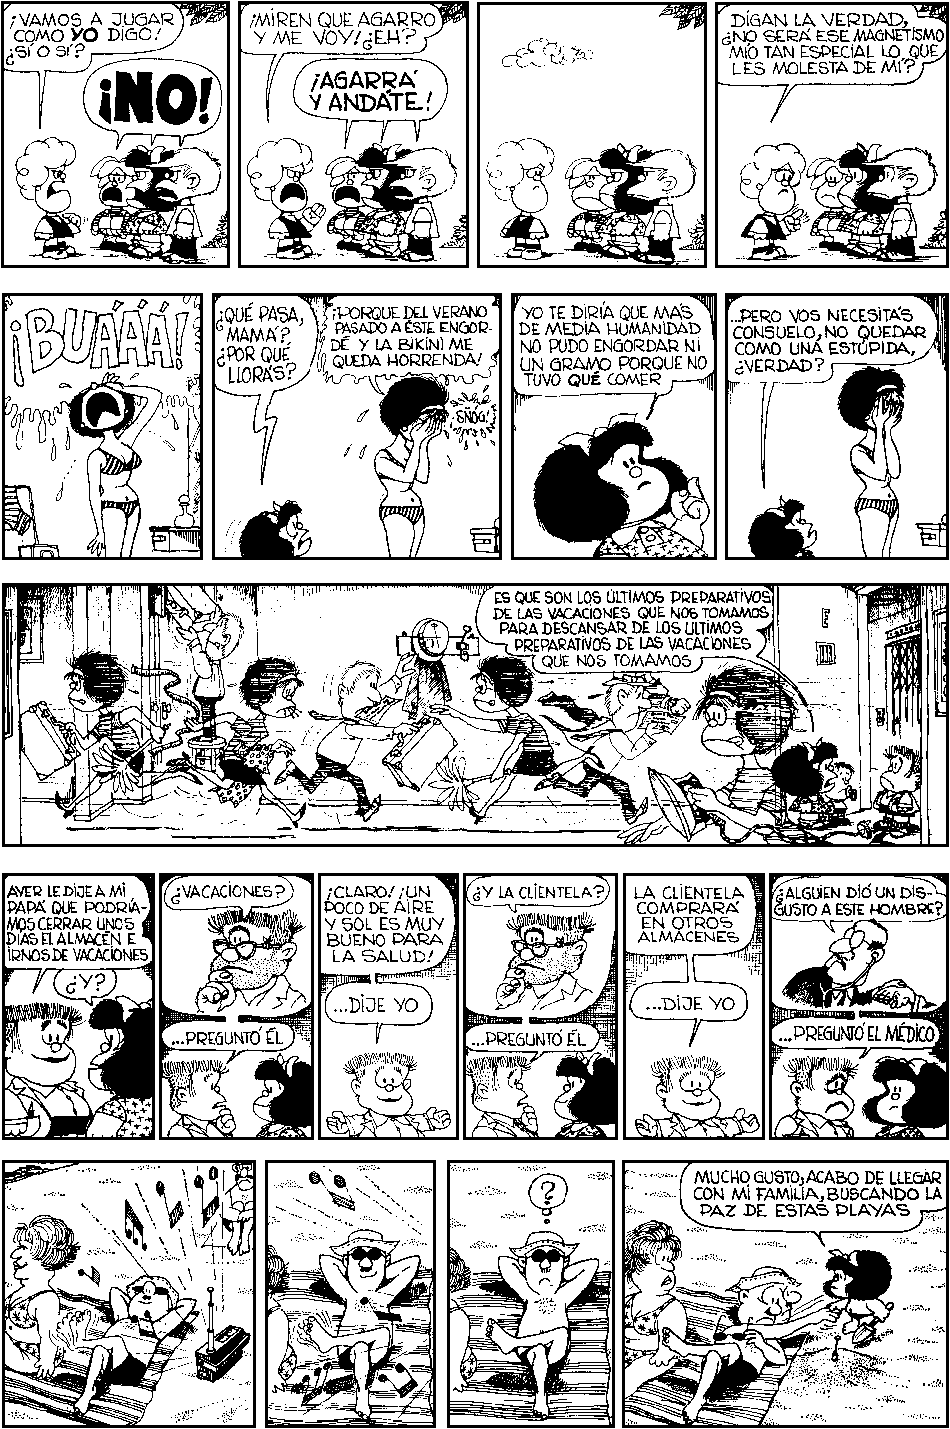 ¡VAMOS A JUGAR
COMO YO DIGO!
¿SÍ O SÍ?
¡NO!
¡MIREN QUE AGARRO
Y ME VOY! ¿EH?
¡AGARRÁ
Y ANDÁTE!
DIGAN LA VERDAD,
¿NO SERÁ ESE MAGNETISMO
MÍO TAN ESPECIAL LO QUE
LES MOLESTA DE MÍ?
¡BUÁÁÁ!
¿QUÉ PASA,
MAMÁ?
¿POR QUÉ
LLORÁS?
¡PORQUE DEL VERANO
PASADO A ÉSTE ENGOR-
DÉ Y LA BIKINI ME
QUEDA HORRENDA!
¡SÑOG!
YO TE DIRÍA QUE MÁS
DE MEDIA HUMANIDAD
NO PUDO ENGORDAR NI
UN GRAMO PORQUE NO
TUVO QUÉ COMER
...PERO VOS NECESITÁS
CONSUELO, NO QUEDAR
COMO UNA ESTÚPIDA,
¿VERDAD?
ES QUE SON LOS ÚLTIMOS PREPARATIVOS
DE LAS VACACIONES QUE NOS TOMAMOS
PARA DESCANSAR DE LOS ÚLTIMOS
PREPARATIVOS DE LAS VACACIONES
QUE NOS TOMAMOS
E
AYER LE DIJE A MI
PAPÁ QUE PODRÍA-
MOS CERRAR UNOS
DÍAS EL ALMACÉN E
IRNOS DE VACACIONES
¿Y?
¿VACACIONES?
...PREGUNTÓ ÉL
¡CLARO! ¡UN
POCO DE AIRE
Y SOL ES MUY
BUENO PARA
LA SALUD!
...DIJE YO
¿Y LA CLIENTELA?
...PREGUNTÓ ÉL
LA CLIENTELA
COMPRARÁ
EN OTROS
ALMACENES
...DIJE YO
¿ALGUIEN DIÓ UN DIS-
GUSTO A ESTE HOMBRE?
...PREGUNTÓ EL MÉDICO
?
MUCHO GUSTO, ACABO DE LLEGAR
CON MI FAMILIA, BUSCANDO LA
PAZ DE ESTAS PLAYAS